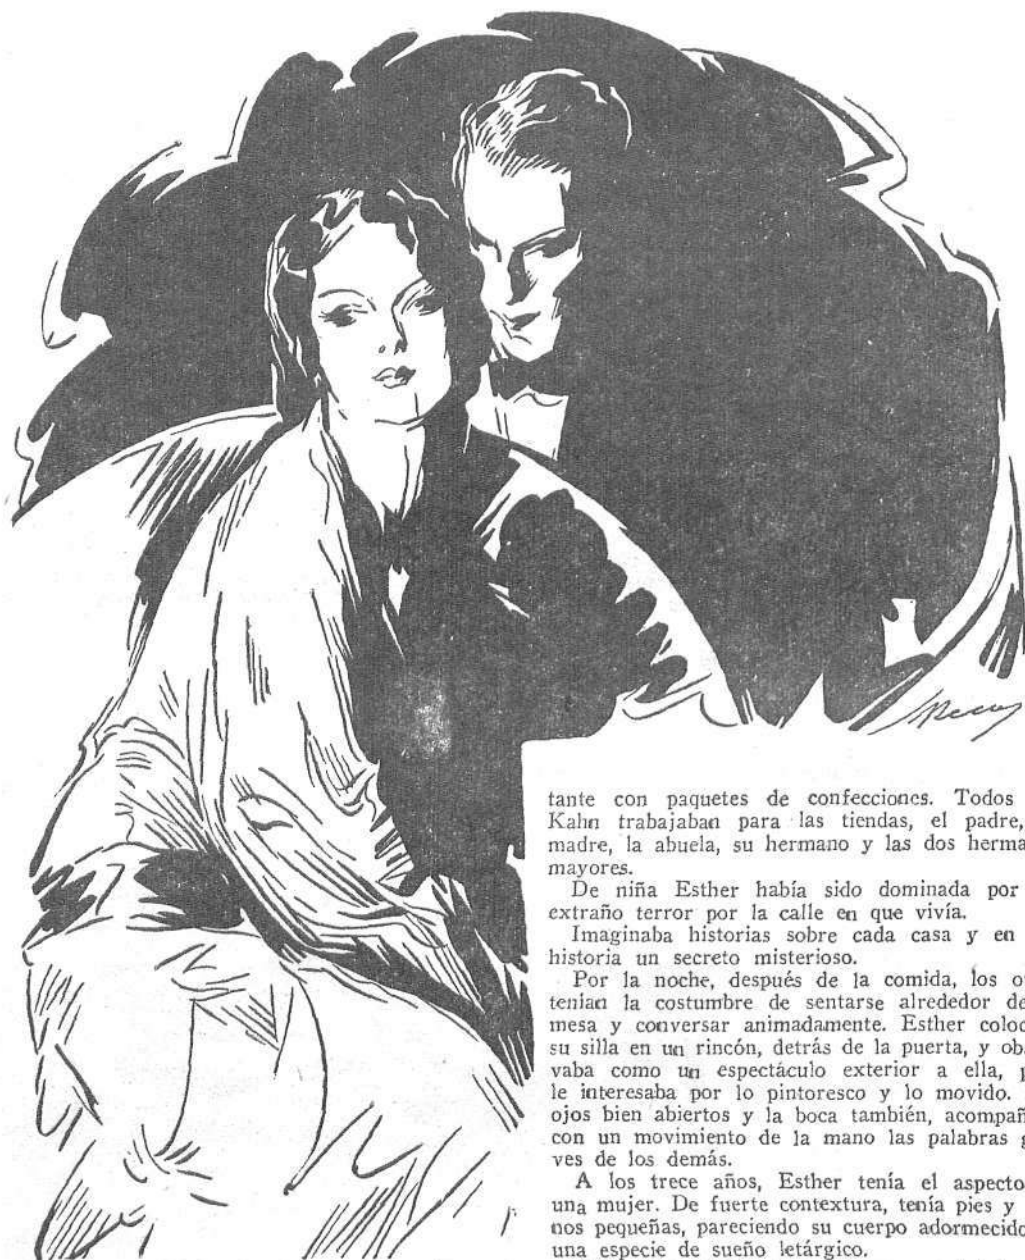 tante con paquetes de confecciones. Todos
Kahn trabajaban para las tiendas, el padre,
madre, la abuela, su hermano y las dos herma
mayores.
De niña Esther había sido dominada por
extraño terror por la calle en que vivía.
Imaginaba historias sobre cada casa y en
historia un secreto misterioso.
Por la noche, después de la comida, los o
tenían la costumbre de sentarse alrededor de
mesa y conversar animadamente. Esther coloc
su silla en un rincón, detrás de la puerta, y ob
vaba como un espectáculo exterior a ella, p
le interesaba por lo pintoresco y lo movido.
ojos bien abiertos y la boca también, acompañ
con un movimiento de la mano las palabras g
ves de los demás.
A los trece años, Esther tenía el aspecto
una mujer. De fuerte contextura, tenía pies y
nos pequeñas, pareciendo su cuerpo adormecido
una especie de sueño letárgico.